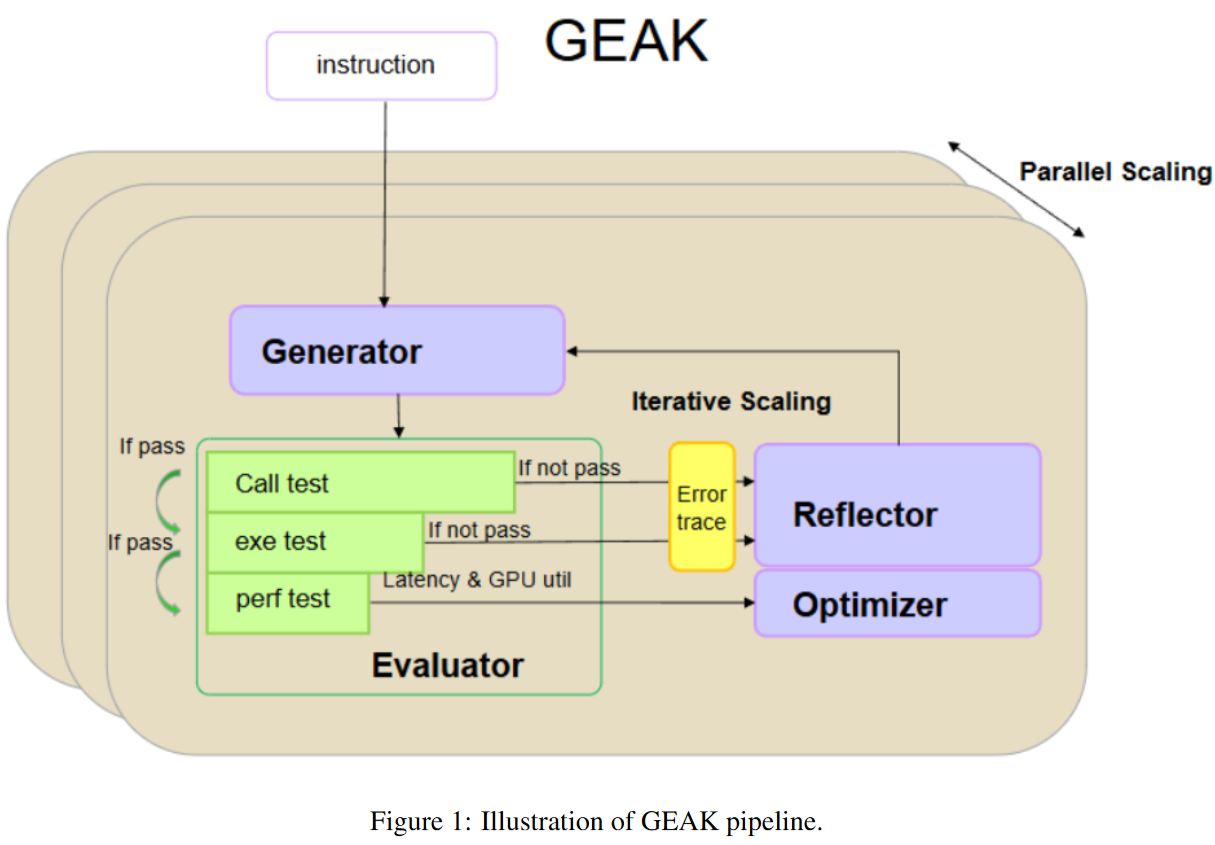 GEAK
instruction
Parallel Scaling
Generator
Iterative Scaling
If pass
Call test
If not pass
Error
trace
Reflector
If pass
exe test
If not pass
perf test
Latency & GPU util
Optimizer
Evaluator
Figure 1: Illustration of GEAK pipeline.